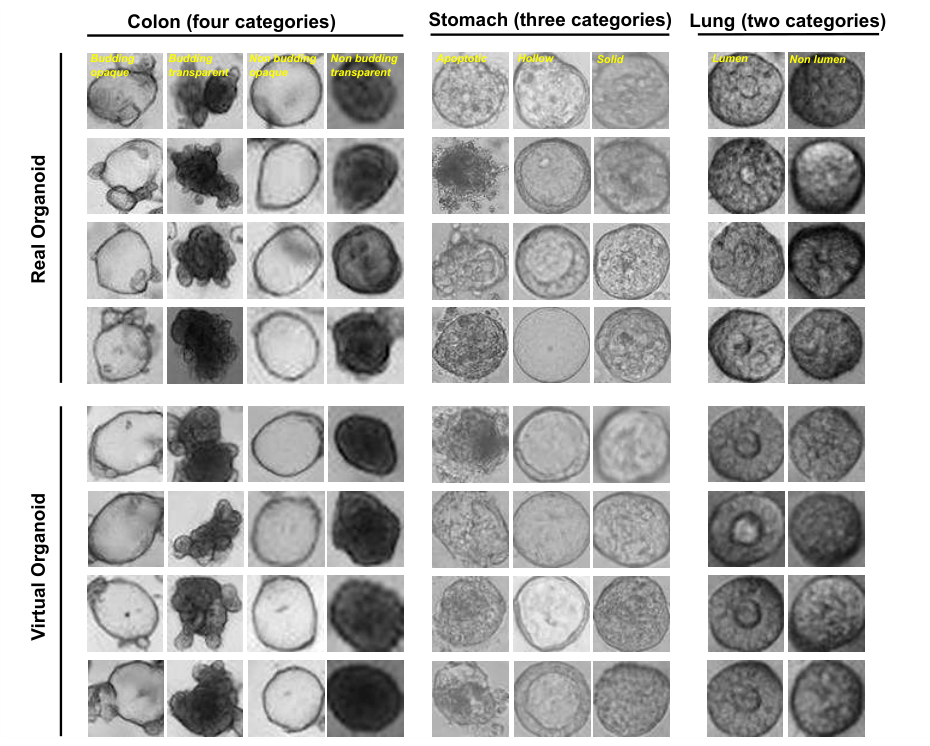 Colon (four categories)
Stomach (three categories)
Lung (two categories)
Budding opaque
Budding transparent
Non budding opaque
Non budding transparent
Apoptotic
Hollow
Solid
Lumen
Non lumen
Real Organoid
Virtual Organoid